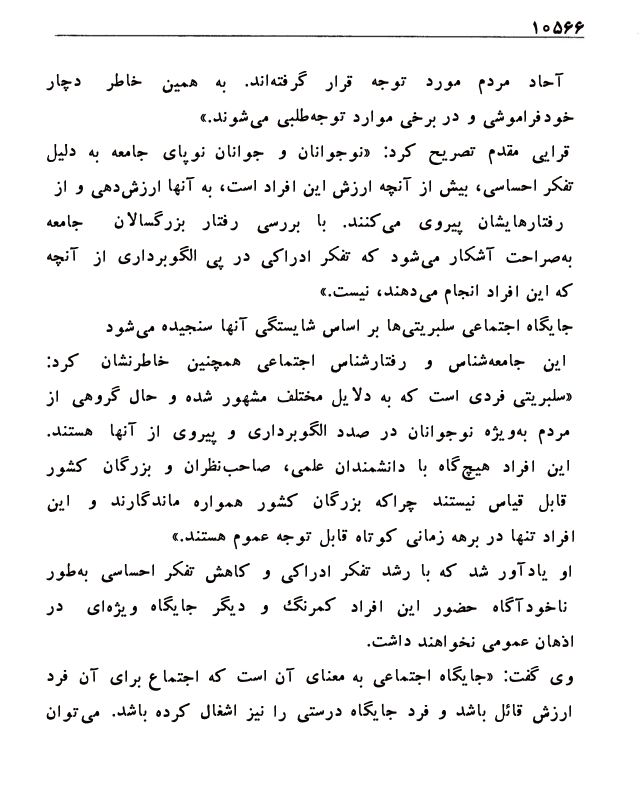 ۱۰۵۶۶
آحاد مردم مورد توجه قرار گرفته‌اند. به همین خاطر دچار
خودفراموشی و در برخی موارد توجه‌طلبی می‌شوند.»
قرایی مقدم تصریح کرد: «نوجوانان و جوانان نوپای جامعه به دلیل
تفکر احساسی، بیش از آنچه ارزش این افراد است، به آنها ارزش‌دهی و از
رفتارهایشان پیروی می‌کنند. با بررسی رفتار بزرگسالان جامعه
به‌صراحت آشکار می‌شود که تفکر ادراکی در پی الگوبرداری از آنچه
که این افراد انجام می‌دهند، نیست.»
جایگاه اجتماعی سلبریتی‌ها بر اساس شایستگی آنها سنجیده می‌شود
این جامعه‌شناس و رفتارشناس اجتماعی همچنین خاطرنشان کرد:
«سلبریتی فردی است که به دلایل مختلف مشهور شده و حال گروهی از
مردم به‌ویژه نوجوانان در صدد الگوبرداری و پیروی از آنها هستند.
این افراد هیچ‌گاه با دانشمندان علمی، صاحب‌نظران و بزرگان کشور
قابل قیاس نیستند چراکه بزرگان کشور همواره ماندگارند و این
افراد تنها در برهه زمانی کوتاه قابل توجه عموم هستند.»
او یادآور شد که با رشد تفکر ادراکی و کاهش تفکر احساسی به‌طور
ناخودآگاه حضور این افراد کمرنگ و دیگر جایگاه ویژه‌ای در
اذهان عمومی نخواهند داشت.
وی گفت: «جایگاه اجتماعی به معنای آن است که اجتماع برای آن فرد
ارزش قائل باشد و فرد جایگاه درستی را نیز اشغال کرده باشد. می‌توان